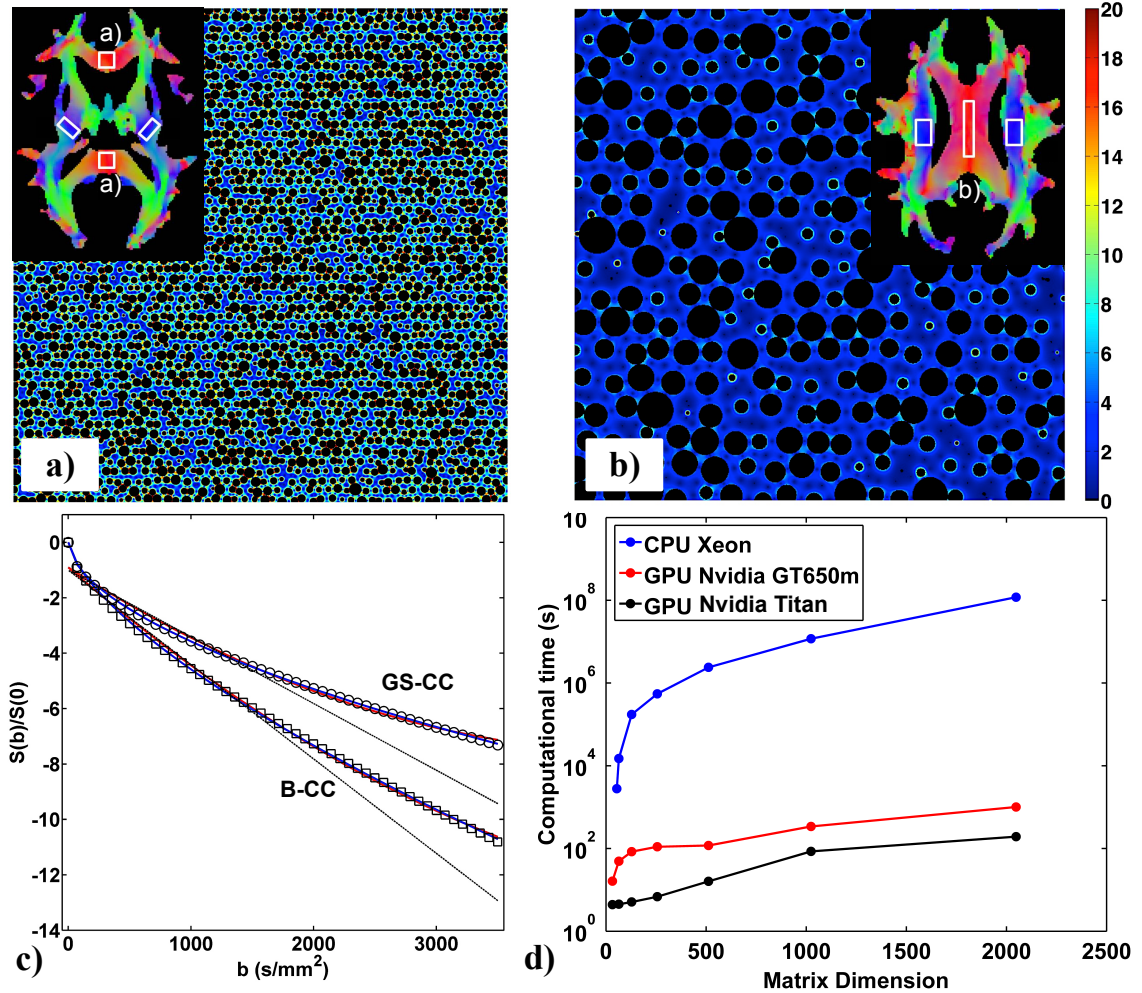 a)
a)
a)
b)
b)
20
18
16
14
12
10
8
6
4
2
0
0
-2
-4
-6
-8
-10
-12
-14
S(b)/S(0)
GS-CC
B-CC
0
1000
2000
3000
b (s/mm²)
c)
10
10⁸
10⁶
10⁴
10²
10⁰
Computational time (s)
CPU Xeon
GPU Nvidia GT650m
GPU Nvidia Titan
0
500
1000
1500
2000
2500
Matrix Dimension
d)